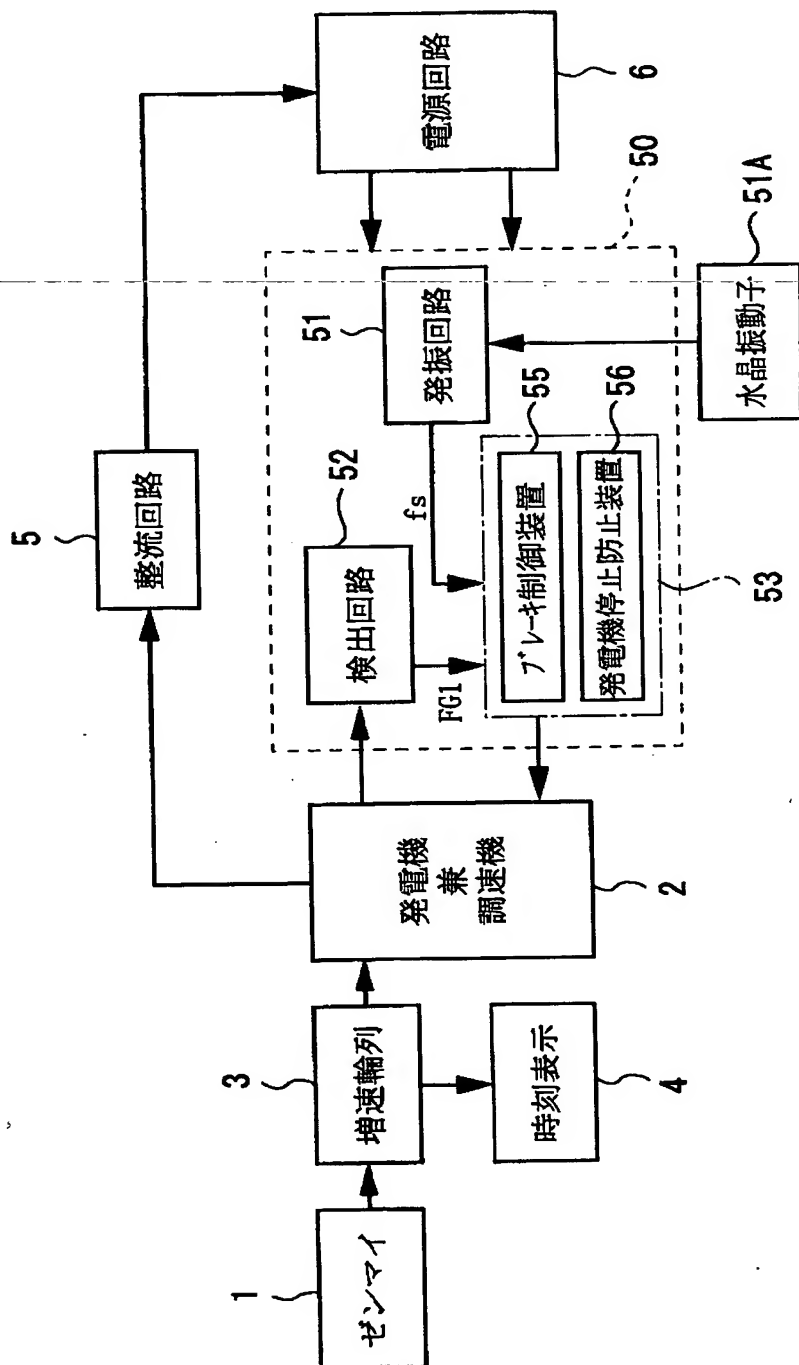 1
ゼンマイ
3
増速輪列
時刻表示
4
発電機
兼
調速機
2
5
整流回路
52
検出回路
FG1
51
発振回路
fs
55
ブレーキ制御装置
56
発電機停止防止装置
53
電源回路
6
50
51A
水晶振動子